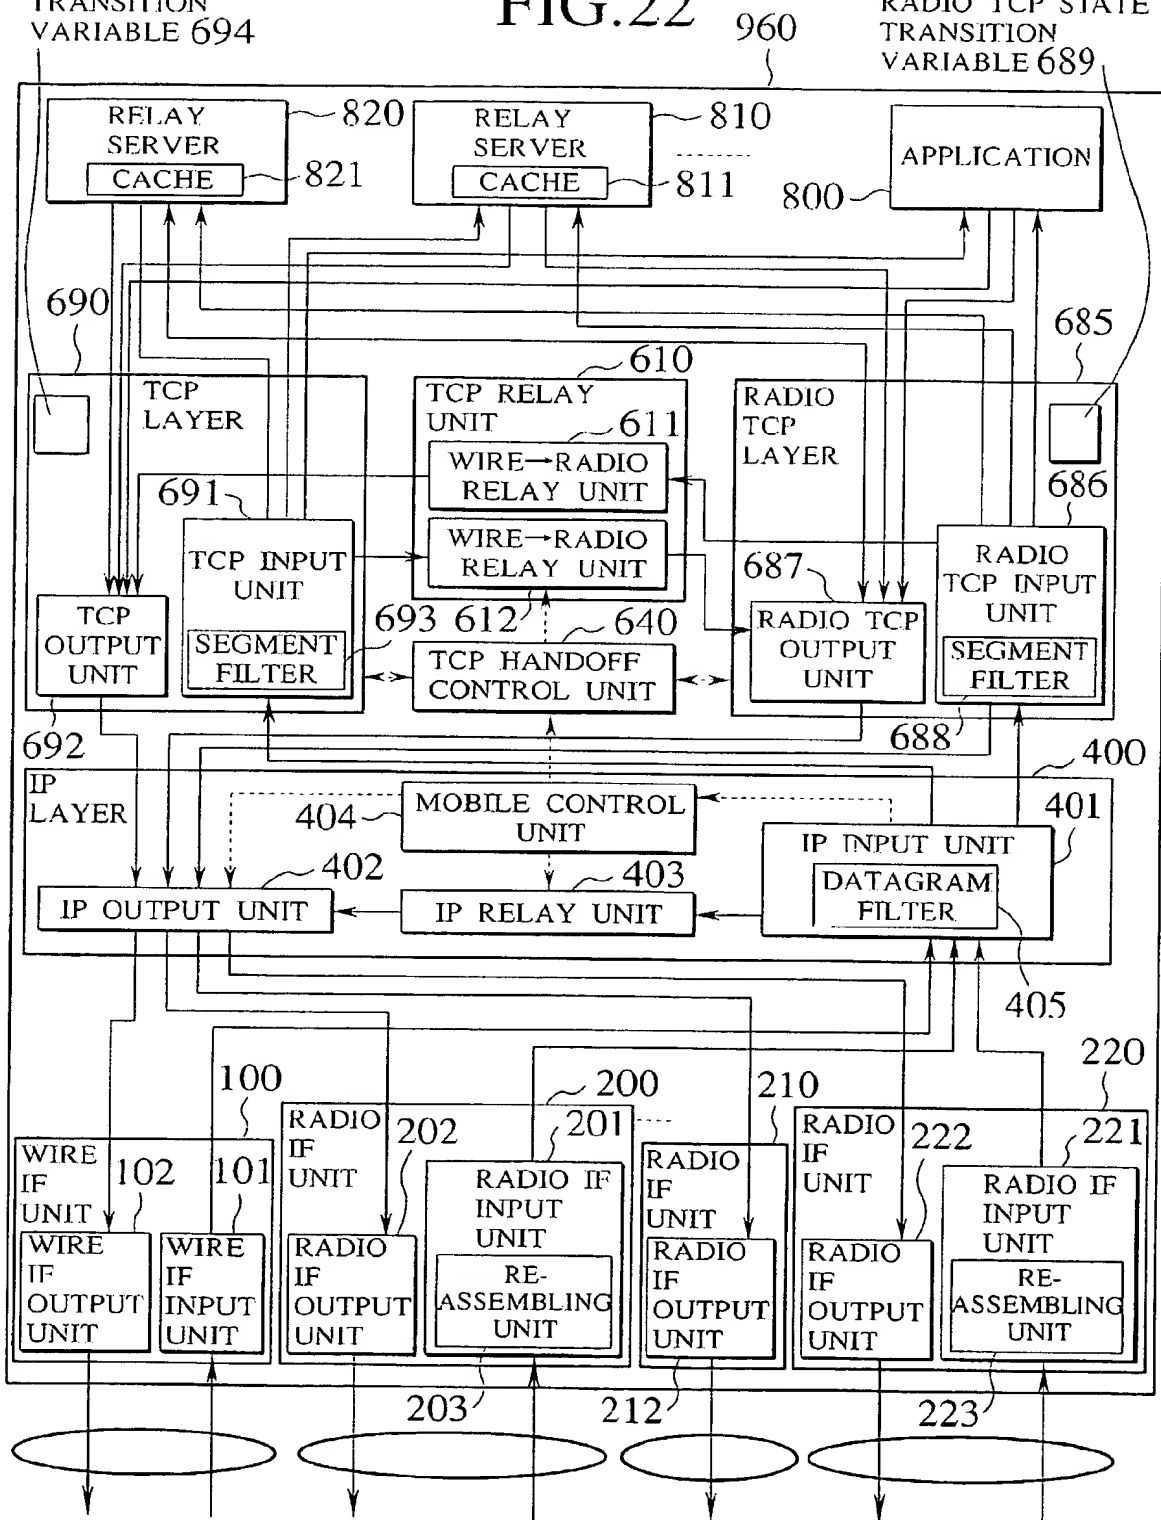 TRANSITION
VARIABLE 694
FIG.22
960
RADIO TCP STATE
TRANSITION
VARIABLE 689
RELAY
SERVER
CACHE
820
821
RELAY
SERVER
CACHE
810
811
APPLICATION
800
690
TCP
LAYER
610
TCP RELAY
UNIT
611
WIRE→RADIO
RELAY UNIT
WIRE→RADIO
RELAY UNIT
612
685
RADIO
TCP
LAYER
686
691
TCP INPUT
UNIT
SEGMENT
FILTER
693
TCP
OUTPUT
UNIT
692
640
TCP HANDOFF
CONTROL UNIT
687
RADIO TCP
OUTPUT
UNIT
RADIO
TCP INPUT
UNIT
SEGMENT
FILTER
688
400
IP
LAYER
404
MOBILE CONTROL
UNIT
401
IP INPUT UNIT
DATAGRAM
FILTER
405
402
IP OUTPUT UNIT
403
IP RELAY UNIT
100
WIRE
IF
UNIT
102
101
WIRE
IF
OUTPUT
UNIT
WIRE
IF
INPUT
UNIT
200
RADIO
IF
UNIT
202
201
RADIO
IF
OUTPUT
UNIT
RADIO IF
INPUT
UNIT
RE-
ASSEMBLING
UNIT
203
210
RADIO
IF
UNIT
RADIO
IF
OUTPUT
UNIT
212
220
RADIO
IF
UNIT
222
221
RADIO
IF
OUTPUT
UNIT
RADIO IF
INPUT
UNIT
RE-
ASSEMBLING
UNIT
223